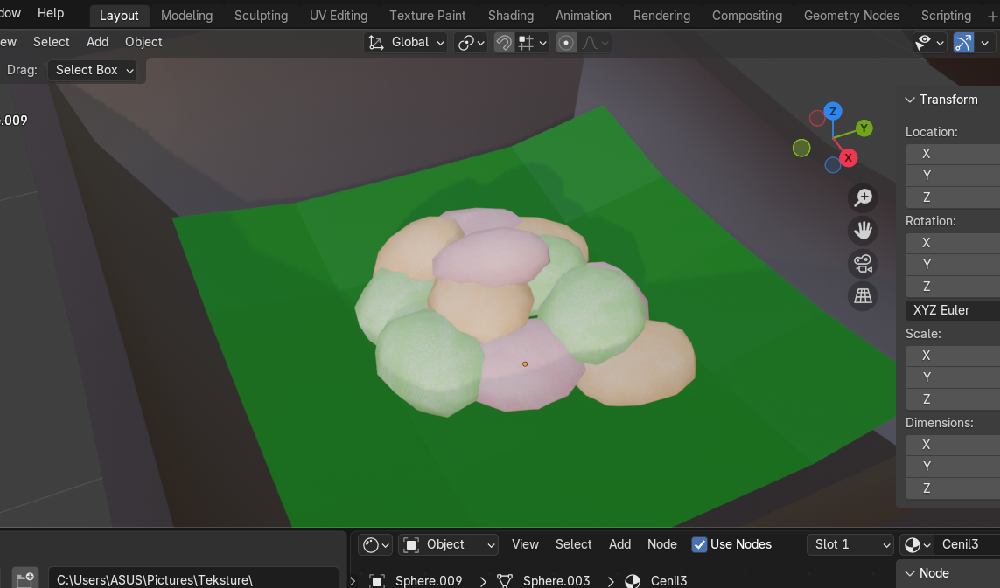 dow Help Layout Modeling Sculpting UV Editing Texture Paint Shading Animation Rendering Compositing Geometry Nodes Scripting +
ew Select Add Object Global
Drag: Select Box
.009
Transform
Location:
X
Y
Z
Rotation:
X
Y
Z
XYZ Euler
Scale:
X
Y
Z
Dimensions:
X
Y
Z
Z
Y
X
Object View Select Add Node Use Nodes Slot 1 Cenil3
C:\Users\ASUS\Pictures\Teksture\
Sphere.009 > Sphere.003 > Cenil3
Node